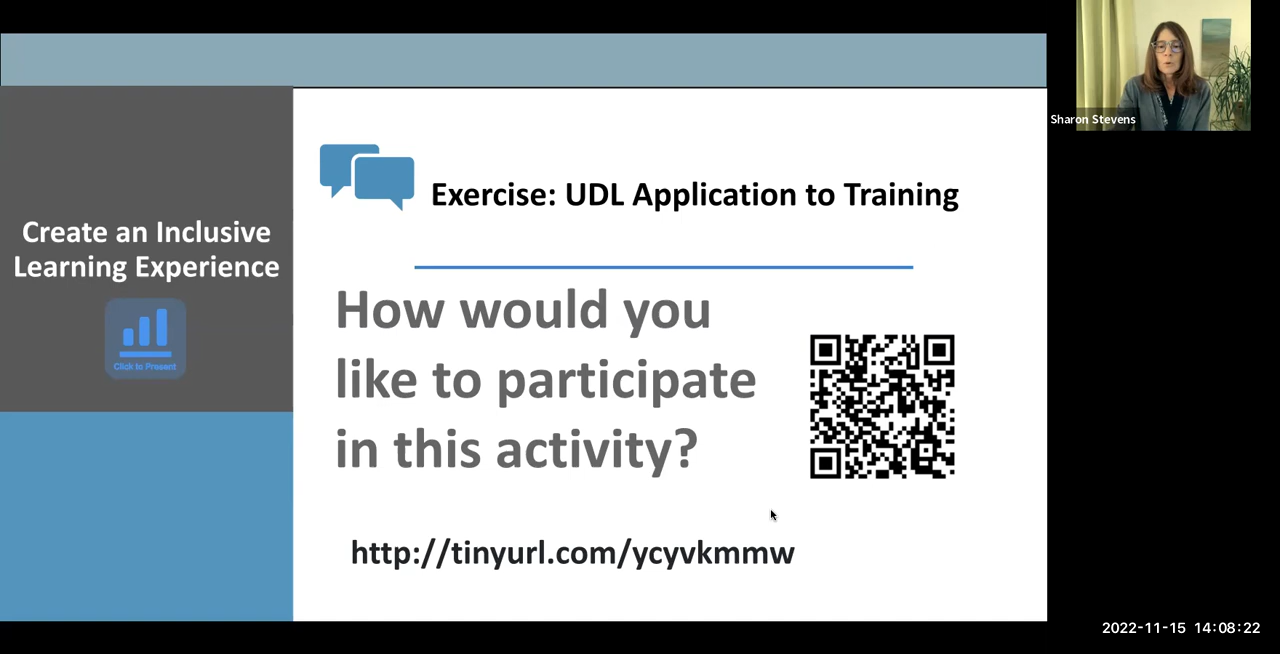 Sharon Stevens
Exercise: UDL Application to Training
Create an Inclusive
Learning Experience
Click to Present
How would you
like to participate
in this activity?
http://tinyurl.com/ycyvkmmw
2022-11-15 14:08:22